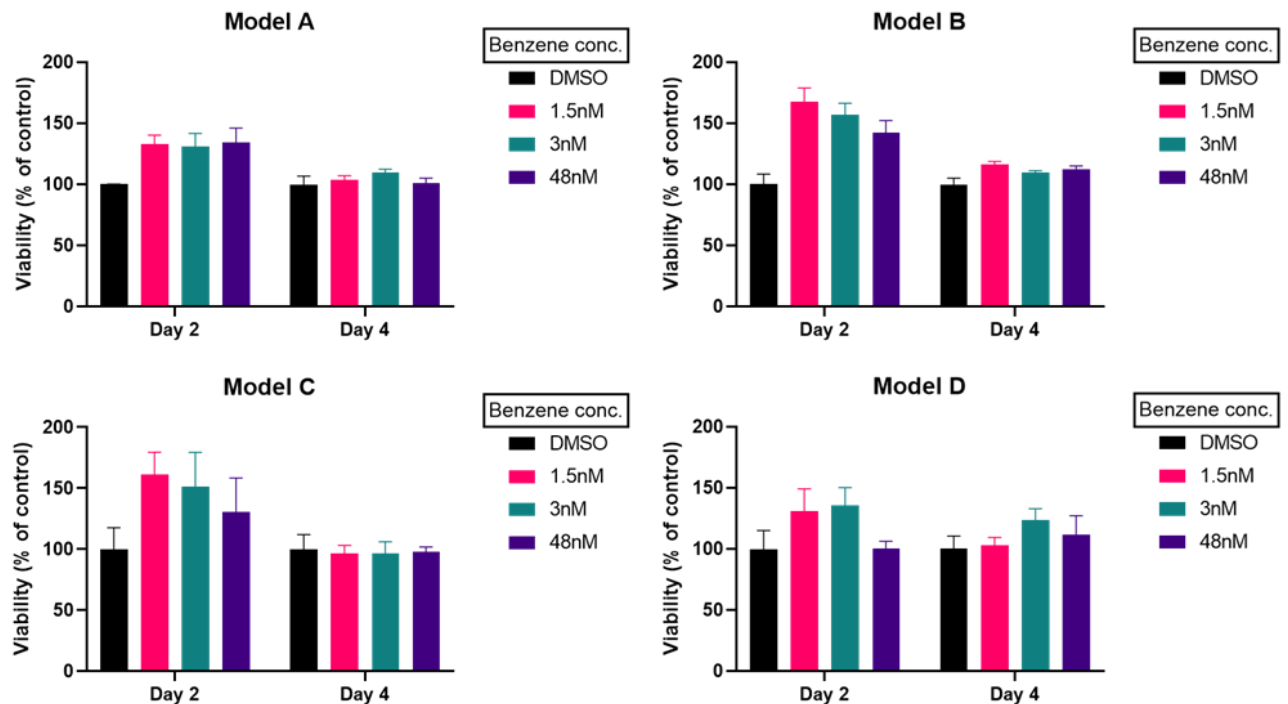 Model A
Benzene conc.
DMSO
1.5nM
3nM
48nM
Viability (% of control)
200
150
100
50
0
Day 2
Day 4
Model B
Benzene conc.
DMSO
1.5nM
3nM
48nM
Viability (% of control)
200
150
100
50
0
Day 2
Day 4
Model C
Benzene conc.
DMSO
1.5nM
3nM
48nM
Viability (% of control)
200
150
100
50
0
Day 2
Day 4
Model D
Benzene conc.
DMSO
1.5nM
3nM
48nM
Viability (% of control)
200
150
100
50
0
Day 2
Day 4